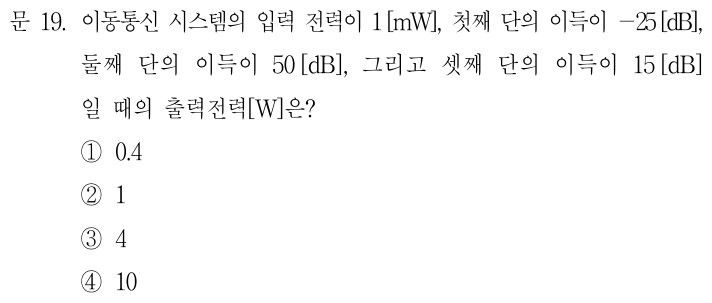 문 19. 이동통신 시스템의 입력 전력이 1[mW], 첫째 단의 이득이 −25[dB],
둘째 단의 이득이 50[dB], 그리고 셋째 단의 이득이 15[dB]
일 때의 출력전력[W]은?
① 0.4
② 1
③ 4
④ 10